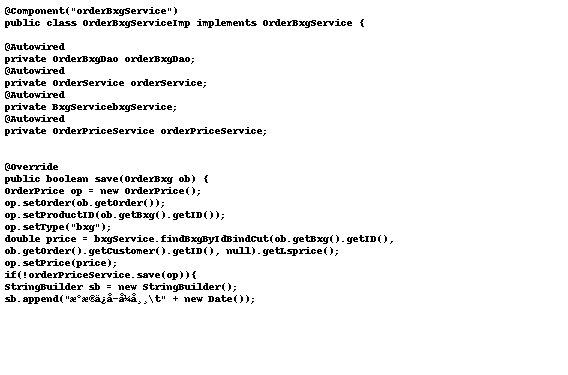 @Component("orderBxgService")
public class OrderBxgServiceImp implements OrderBxgService {
@Autowired
private OrderBxgDao orderBxgDao;
@Autowired
private OrderService orderService;
@Autowired
private BxgServicebxgService;
@Autowired
private OrderPriceService orderPriceService;
@Override
public boolean save(OrderBxg ob) {
OrderPrice op = new OrderPrice();
op.setOrder(ob.getOrder());
op.setProductID(ob.getBxg().getID());
op.setType("bxg");
double price = bxgService.findBxgByIdBindCut(ob.getBxg().getID(),
ob.getOrder().getCustomer().getID(), null).getLsprice();
op.setPrice(price);
if(!orderPriceService.save(op)){
StringBuilder sb = new StringBuilder();
sb.append("æ°æ®ä¿å­å¼å¸¸\t" + new Date());